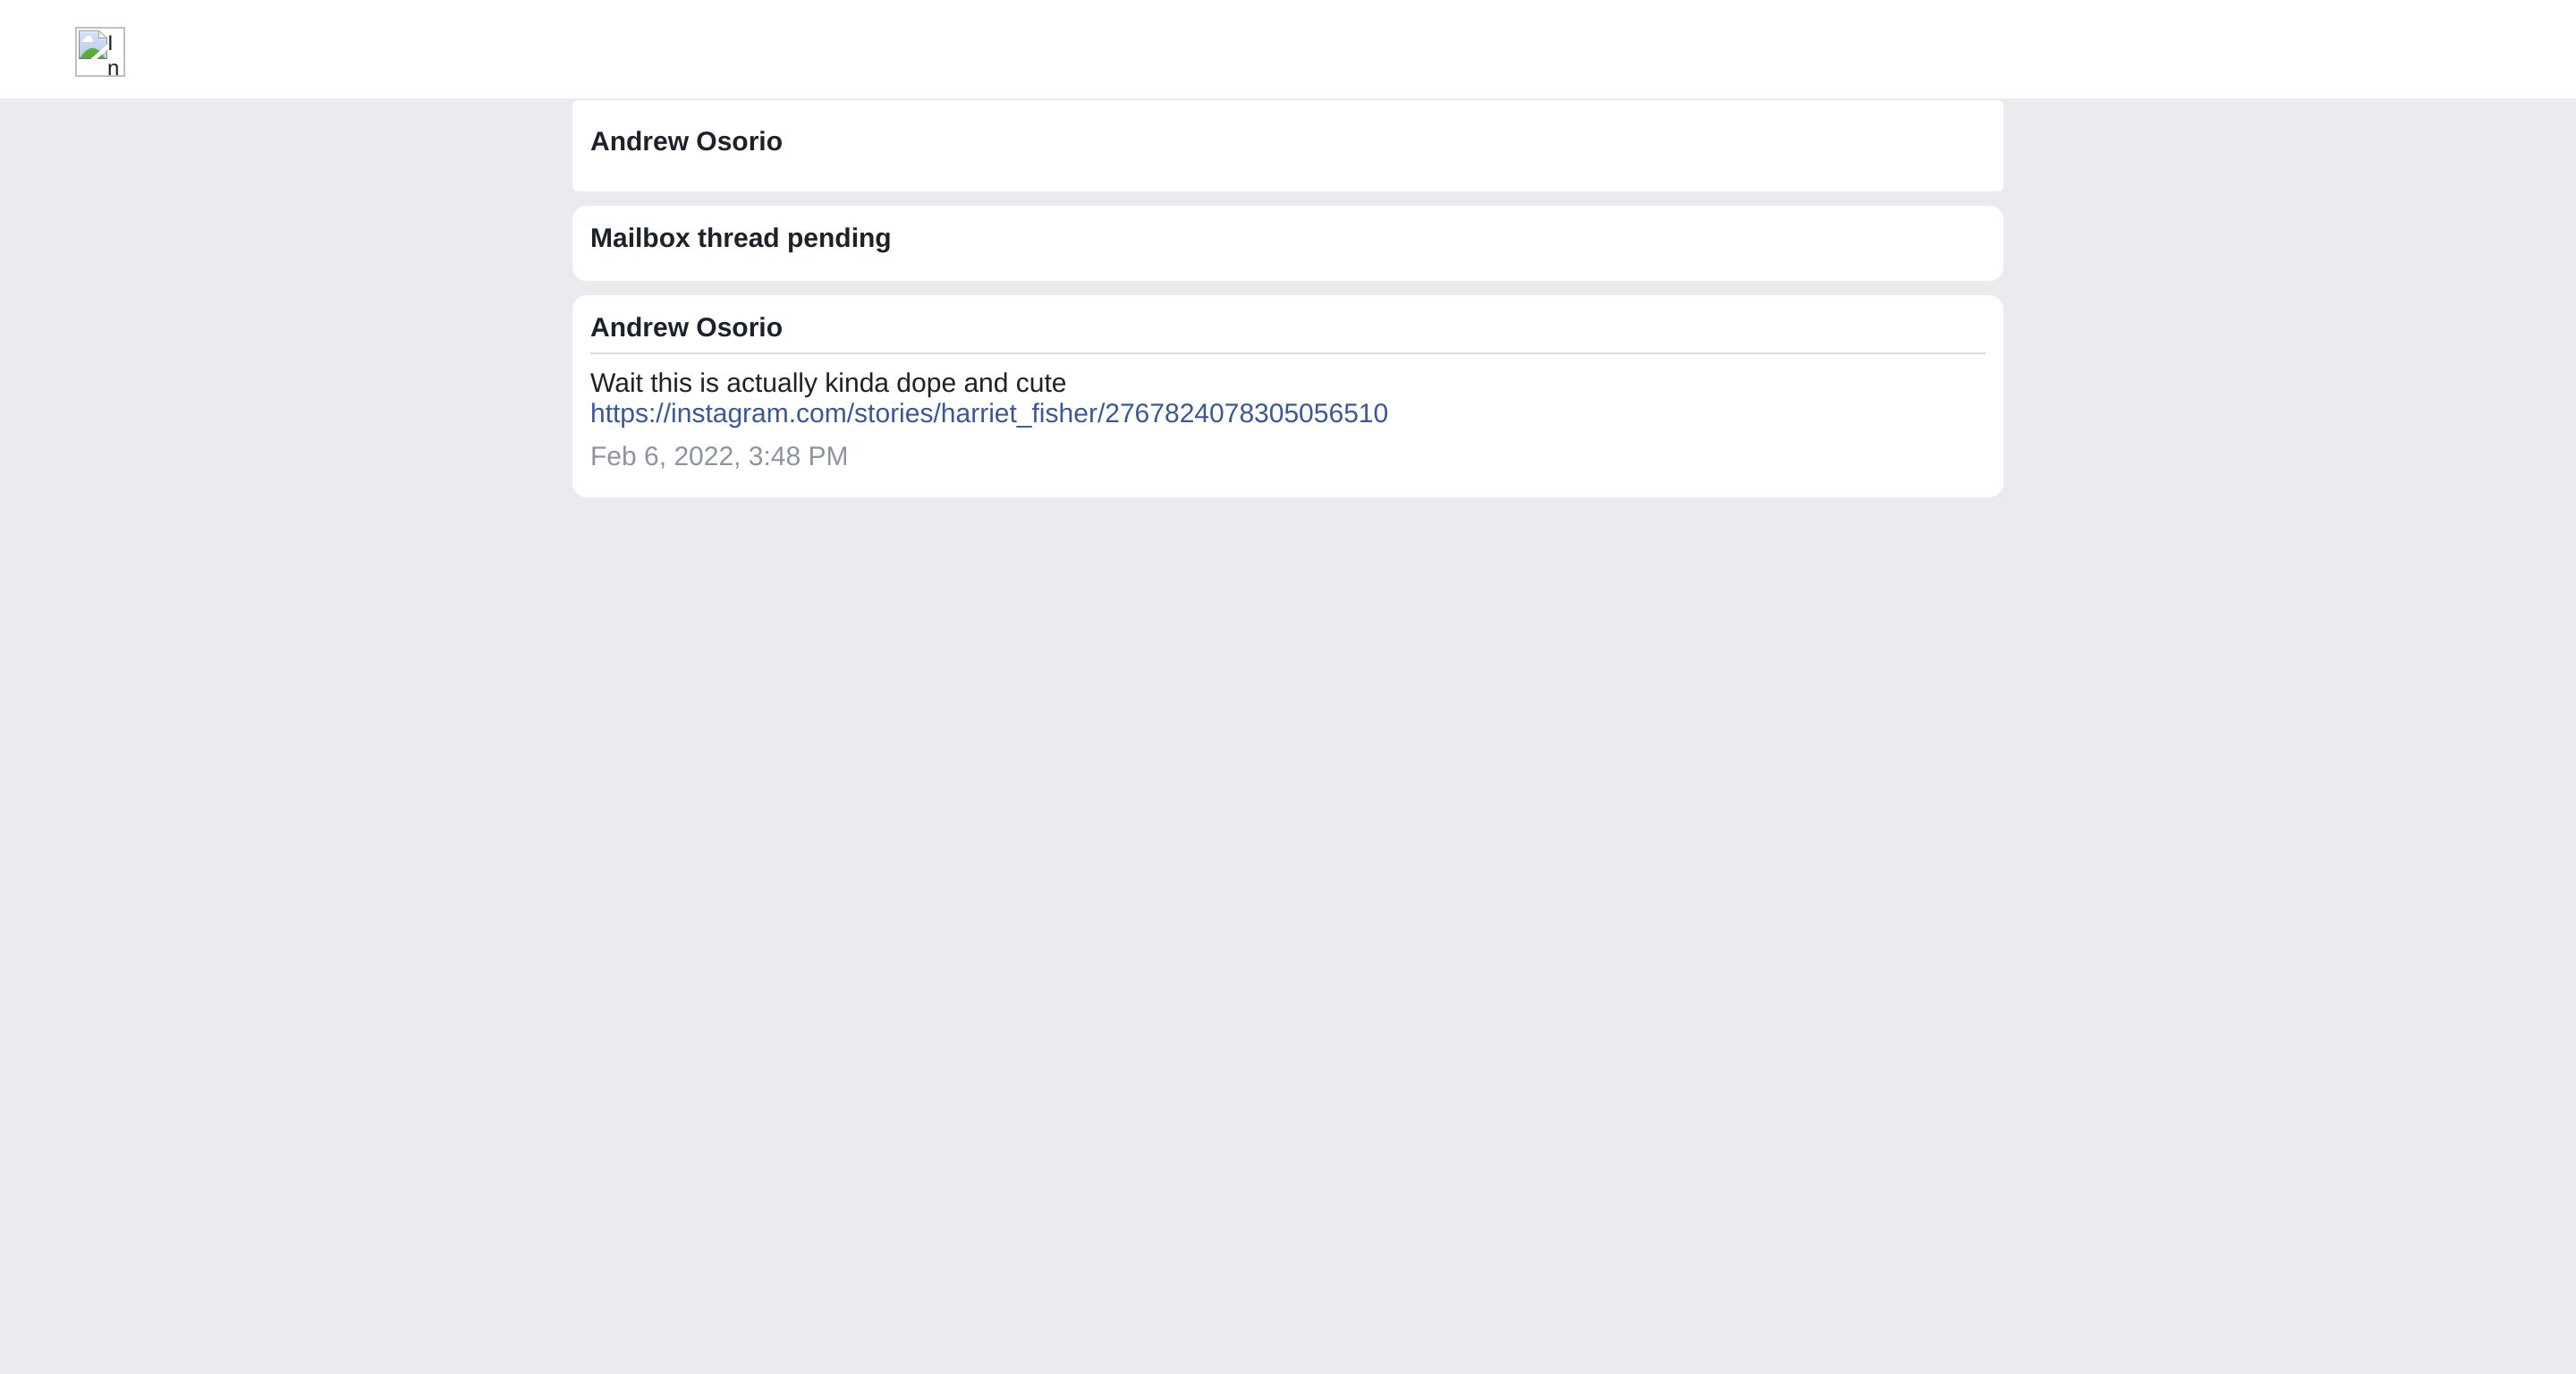 In
Andrew Osorio
Mailbox thread pending
Andrew Osorio
Wait this is actually kinda dope and cute
https://instagram.com/stories/harriet_fisher/2767824078305056510
Feb 6, 2022, 3:48 PM